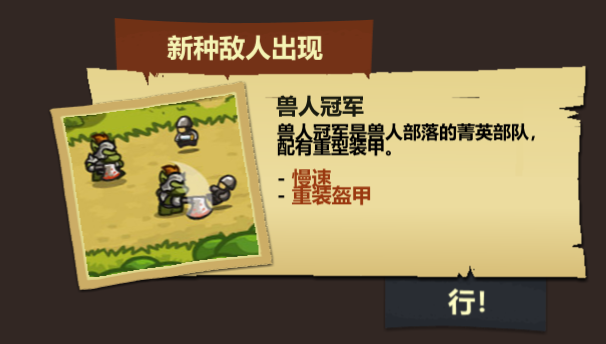 新种敌人出现
兽人冠军
兽人冠军是兽人部落的菁英部队，
配有重型装甲。
- 慢速
- 重装盔甲
行！